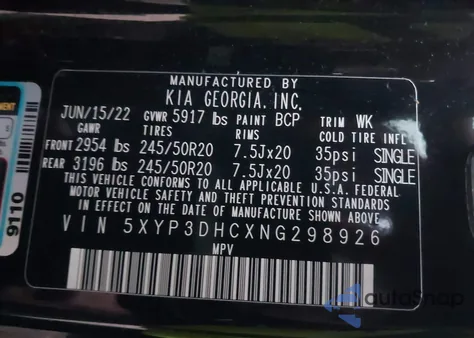 MANUFACTURED BY
KIA GEORGIA, INC.
JUN/15/22 GVWR 5917 lbs PAINT BCP TRIM WK
GAWR TIRES RIMS COLD TIRE INFL
FRONT 2954 lbs 245/50R20 7.5Jx20 35psi SINGLE
REAR 3196 lbs 245/50R20 7.5Jx20 35psi SINGLE
THIS VEHICLE CONFORMS TO ALL APPLICABLE U.S.A. FEDERAL
MOTOR VEHICLE SAFETY AND THEFT PREVENTION STANDARDS
IN EFFECT ON THE DATE OF MANUFACTURE SHOWN ABOVE
VIN 5XYP3DHCXNG298926
MPV
9110
autoSnap